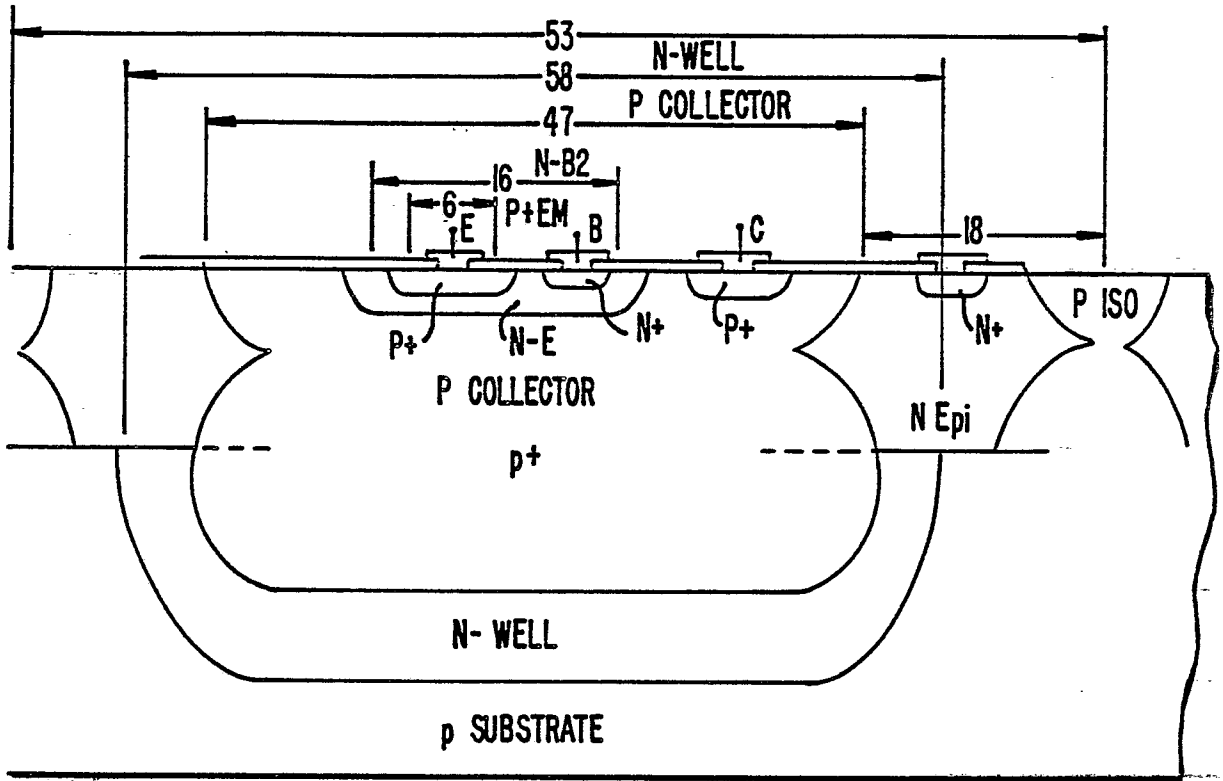 53
N-WELL
58
P COLLECTOR
47
N-B2
16
6
P+EM
E
B
C
18
P ISO
P+
N-E
N+
P+
N+
P COLLECTOR
N Epi
p+
N- WELL
p SUBSTRATE